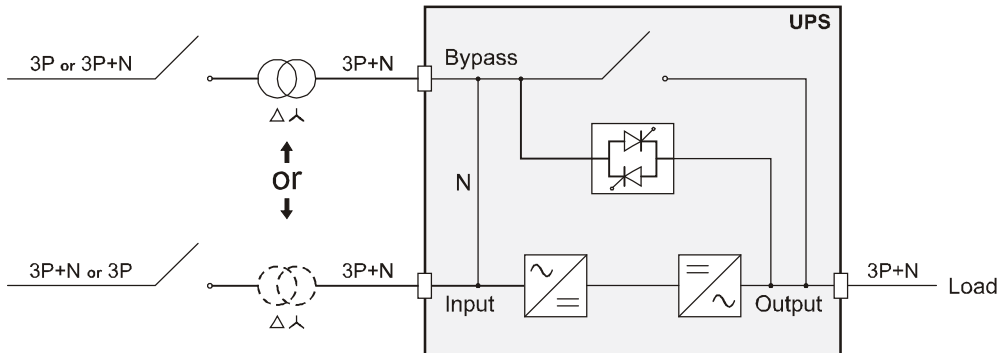 UPS
3P or 3P+N
3P+N
Bypass
or
N
3P+N or 3P
3P+N
Input
Output
3P+N
Load